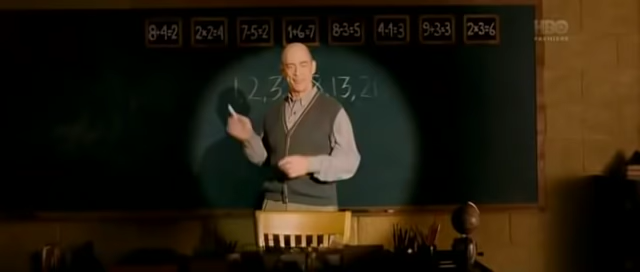 8÷4=2 2×2=4 7-5=2 1+6=7 8-3=5 4-1=3 9÷3=3 2×3=6
HBO
1,2,3 8,13,21